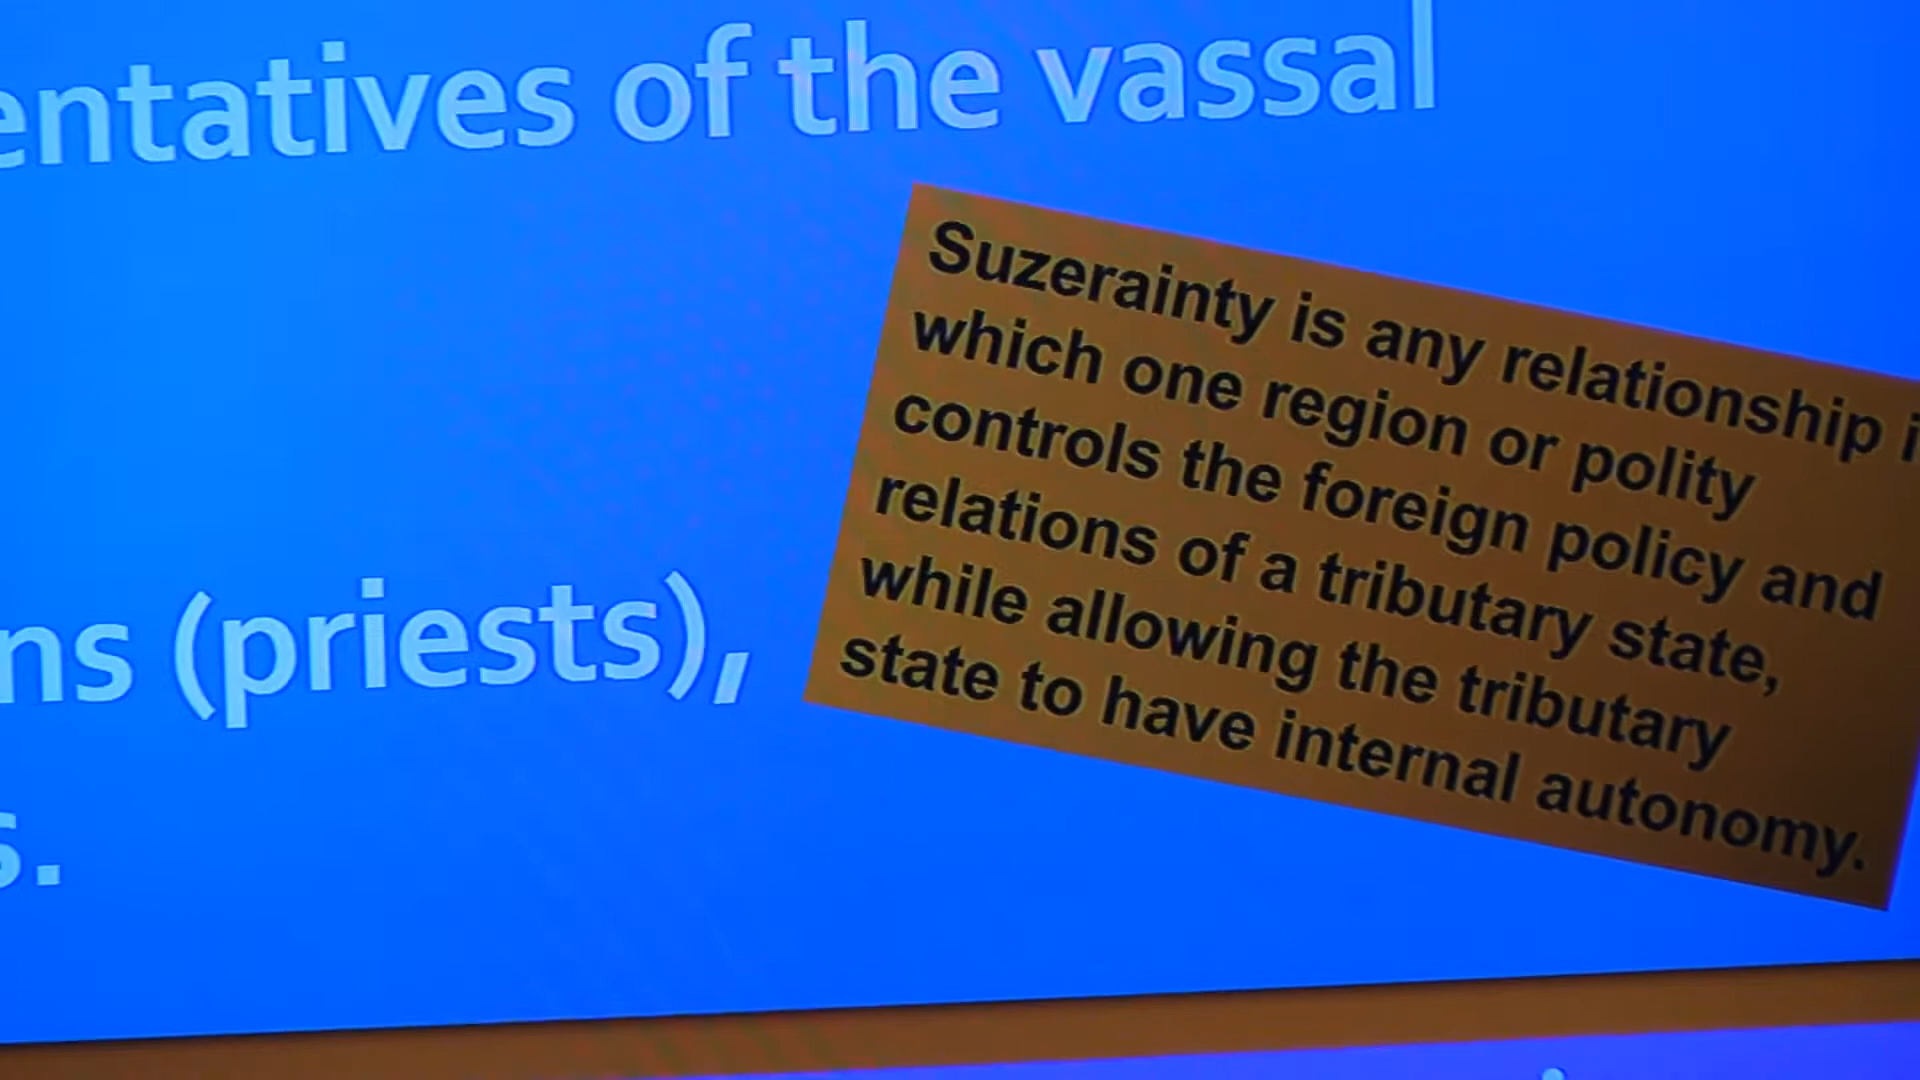 entatives of the vassal
Suzerainty is any relationship i
which one region or polity
controls the foreign policy and
relations of a tributary state,
while allowing the tributary
state to have internal autonomy.
ns (priests),
s.